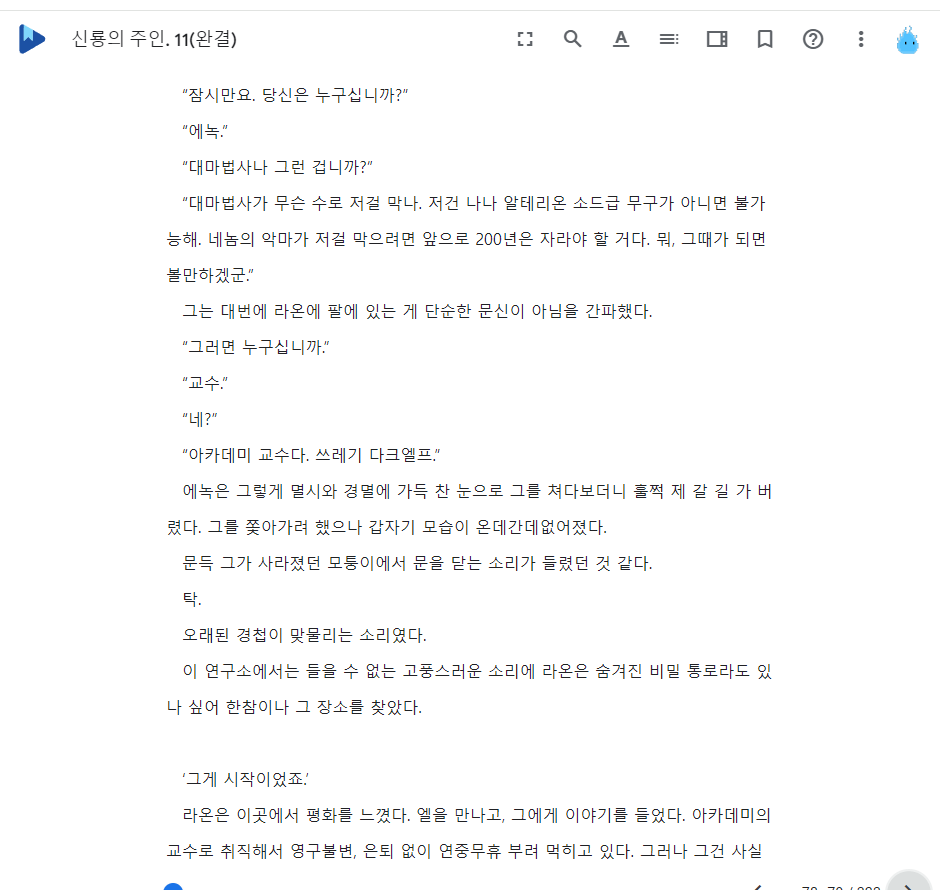 신룡의 주인. 11(완결)
“잠시만요. 당신은 누구십니까?”
“에녹.”
“대마법사나 그런 겁니까?”
“대마법사가 무슨 수로 저걸 막나. 저건 나나 알테리온 소드급 무구가 아니면 불가
능해. 네놈의 악마가 저걸 막으려면 앞으로 200년은 자라야 할 거다. 뭐, 그때가 되면
볼만하겠군.”
그는 대번에 라온에 팔에 있는 게 단순한 문신이 아님을 간파했다.
“그러면 누구십니까.”
“교수.”
“네?”
“아카데미 교수다. 쓰레기 다크엘프.”
에녹은 그렇게 멸시와 경멸에 가득 찬 눈으로 그를 쳐다보더니 훌쩍 제 갈 길 가 버
렸다. 그를 쫓아가려 했으나 갑자기 모습이 온데간데없어졌다.
문득 그가 사라졌던 모퉁이에서 문을 닫는 소리가 들렸던 것 같다.
탁.
오래된 경첩이 맞물리는 소리였다.
이 연구소에서는 들을 수 없는 고풍스러운 소리에 라온은 숨겨진 비밀 통로라도 있
나 싶어 한참이나 그 장소를 찾았다.
‘그게 시작이었죠.’
라온은 이곳에서 평화를 느꼈다. 엘을 만나고, 그에게 이야기를 들었다. 아카데미의
교수로 취직해서 영구불변, 은퇴 없이 연중무휴 부려 먹히고 있다. 그러나 그건 사실